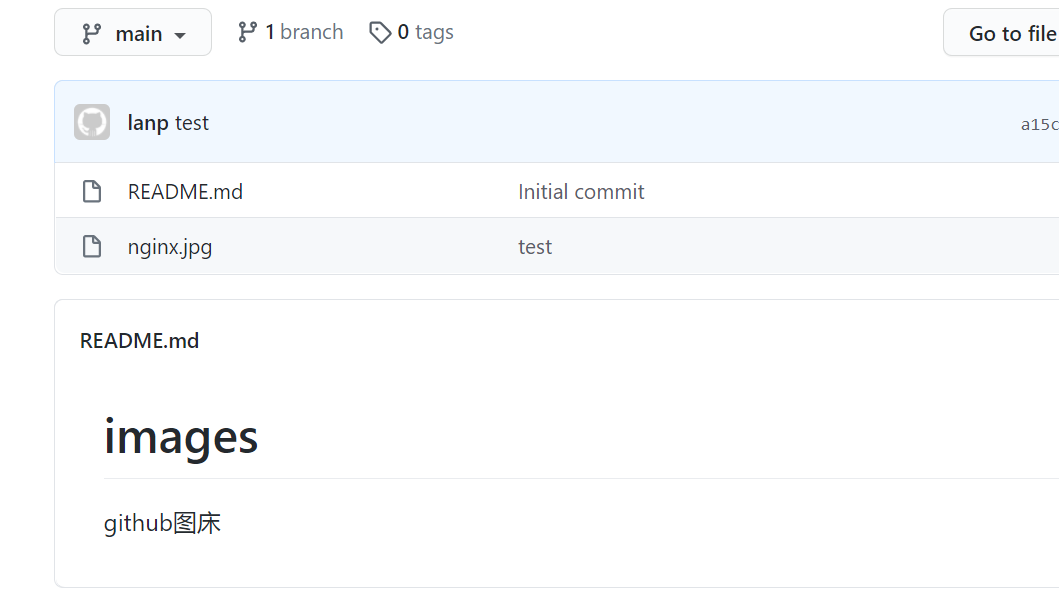 main 1 branch 0 tags Go to file
lanp test a15c
README.md Initial commit
nginx.jpg test
README.md
images
github图床